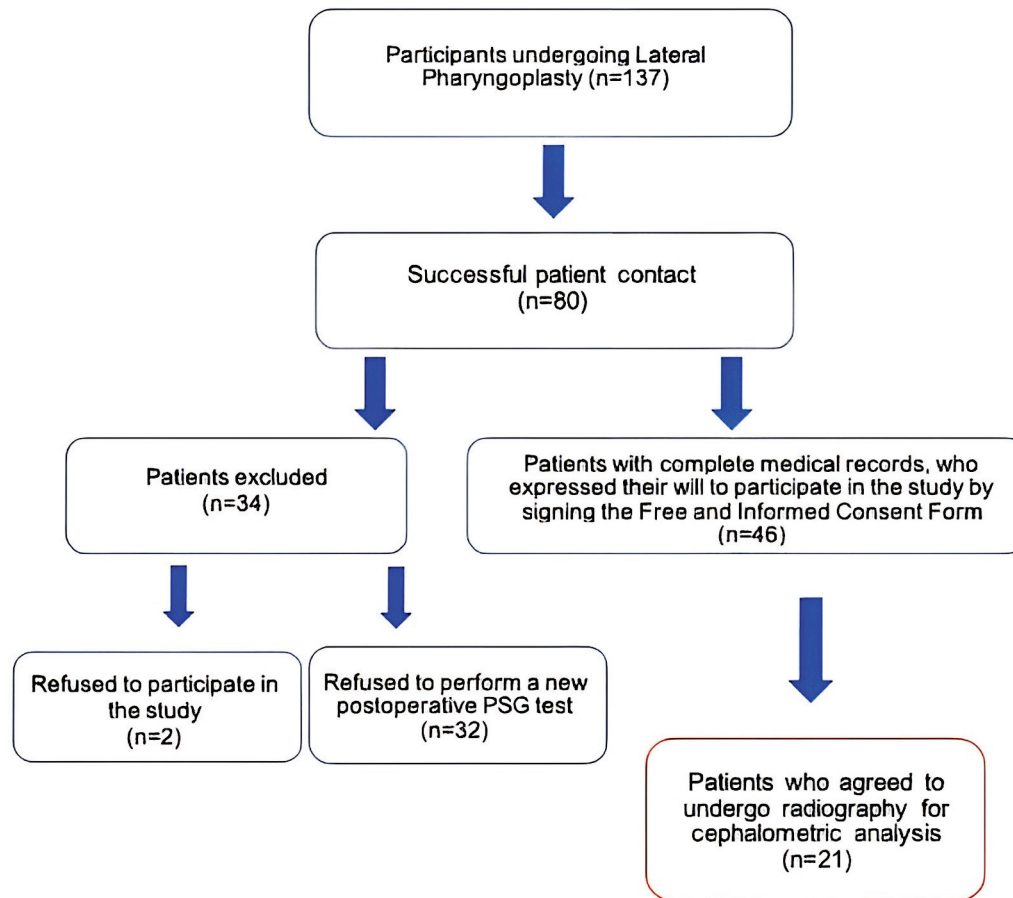 Participants undergoing Lateral
Pharyngoplasty (n=137)
Successful patient contact
(n=80)
Patients excluded
(n=34)
Patients with complete medical records, who
expressed their will to participate in the study by
signing the Free and Informed Consent Form
(n=46)
Refused to participate in
the study
(n=2)
Refused to perform a new
postoperative PSG test
(n=32)
Patients who agreed to
undergo radiography for
cephalometric analysis
(n=21)